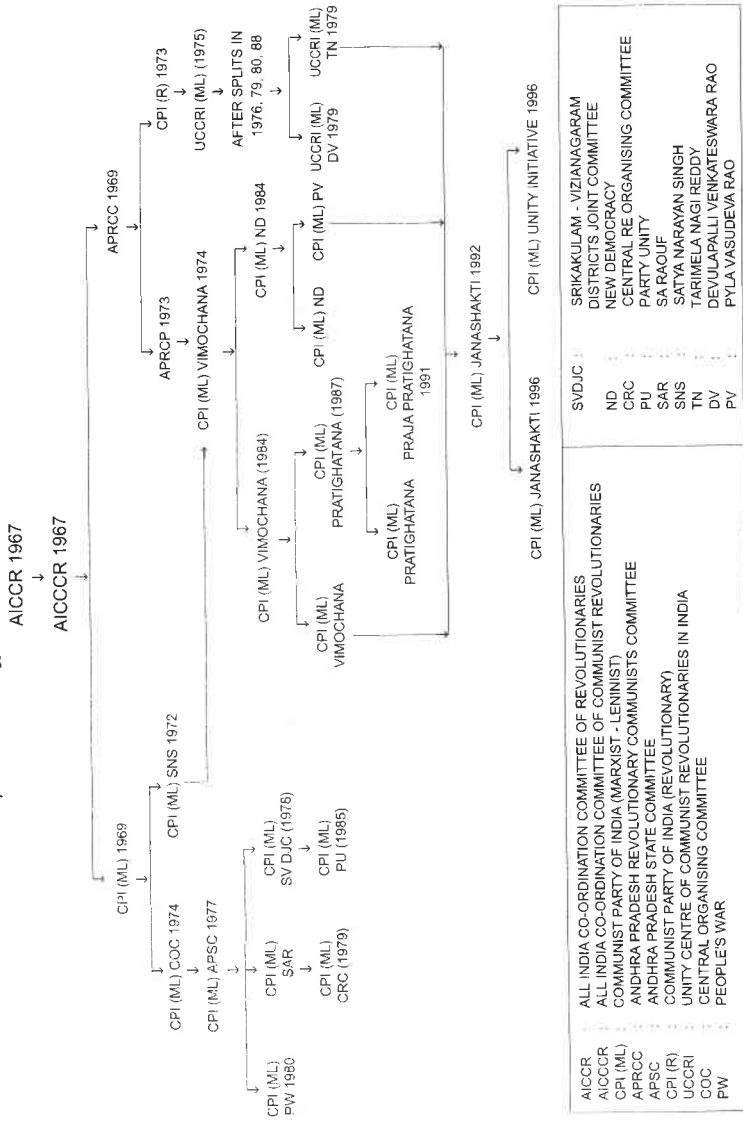 AICCR 1967
AICCCR 1967
CPI (ML) 1969
APRCC 1969
CPI (ML) COC 1974
CPI (ML) SNS 1972
APRCP 1973
CPI (R) 1973
CPI (ML) APSC 1977
CPI (ML) VIMOCHANA 1974
UCCRI (ML) (1975)
CPI (ML)
PW 1980
CPI (ML)
SAR
CPI (ML)
SV DJC (1978)
CPI (ML)
CRC (1979)
CPI (ML)
PU (1985)
CPI (ML) VIMOCHANA (1984)
CPI (ML) ND 1984
AFTER SPLITS IN
1976, 79, 80, 88
CPI (ML)
VIMOCHANA
CPI (ML)
PRATIGHATANA (1987)
CPI (ML) ND
CPI (ML) PV
UCCRI (ML)
DV 1979
UCCRI (ML)
TN 1979
CPI (ML)
PRATIGHATANA
CPI (ML)
PRAJA PRATIGHATANA
1991
CPI (ML) JANASHAKTI 1992
CPI (ML) JANASHAKTI 1996
CPI (ML) UNITY INITIATIVE 1996
AICCR : ALL INDIA CO-ORDINATION COMMITTEE OF REVOLUTIONARIES
AICCCR : ALL INDIA CO-ORDINATION COMMITTEE OF COMMUNIST REVOLUTIONARIES
CPI (ML) : COMMUNIST PARTY OF INDIA (MARXIST - LENINIST)
APRCC : ANDHRA PRADESH REVOLUTIONARY COMMUNISTS COMMITTEE
APSC : ANDHRA PRADESH STATE COMMITTEE
CPI (R) : COMMUNIST PARTY OF INDIA (REVOLUTIONARY)
UCCRI : UNITY CENTRE OF COMMUNIST REVOLUTIONARIES IN INDIA
COC : CENTRAL ORGANISING COMMITTEE
PW : PEOPLE'S WAR
SVDJC : SRIKAKULAM - VIZIANAGARAM
DISTRICTS JOINT COMMITTEE
ND : NEW DEMOCRACY
CRC : CENTRAL RE ORGANISING COMMITTEE
PU : PARTY UNITY
SAR : SA RAOUF
SNS : SATYA NARAYAN SINGH
TN : TARIMELA NAGI REDDY
DV : DEVULAPALLI VENKATESWARA RAO
PV : PYLA VASUDEVA RAO